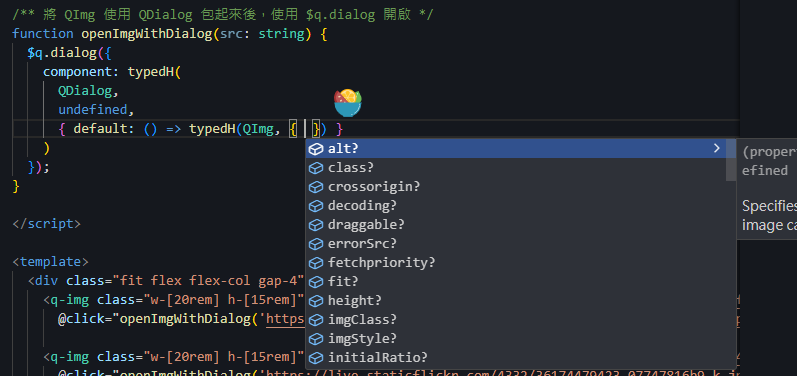 /** 將 QImg 使用 QDialog 包起來後，使用 $q.dialog 開啟 */
function openImgWithDialog(src: string) {
$q.dialog({
component: typedH(
QDialog,
undefined,
{ default: () => typedH(QImg, { }) }
)
});
}
</script>
<template>
<div class="fit flex flex-col gap-4"
<q-img class="w-[20rem] h-[15rem]"
@click="openImgWithDialog('https
<q-img class="w-[20rem] h-[15rem]"
@click="openImgWithDialog('https://live.staticflickr.com/4332/36174479423_07747816b9_k.jp
alt?
class?
crossorigin?
decoding?
draggable?
errorSrc?
fetchpriority?
fit?
height?
imgClass?
imgStyle?
initialRatio?
(proper
efined
Specifies
image ca